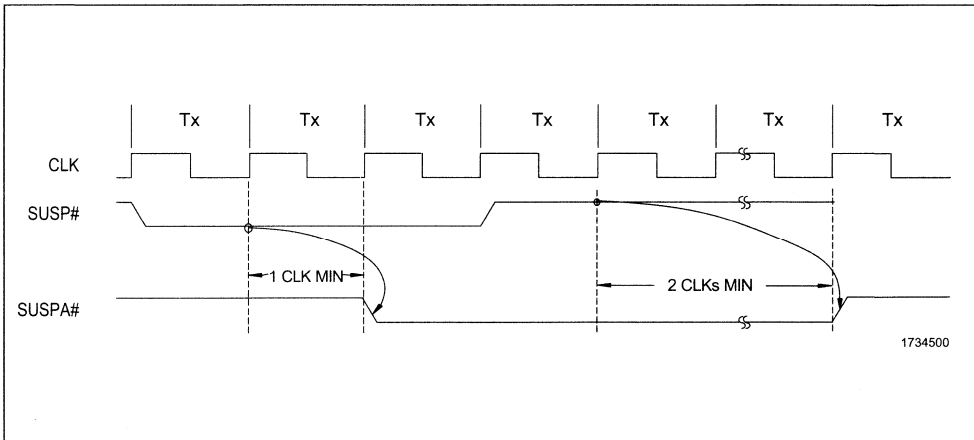 Tx Tx Tx Tx Tx Tx Tx
CLK
SUSP#
1 CLK MIN
2 CLKs MIN
SUSPA#
1734500